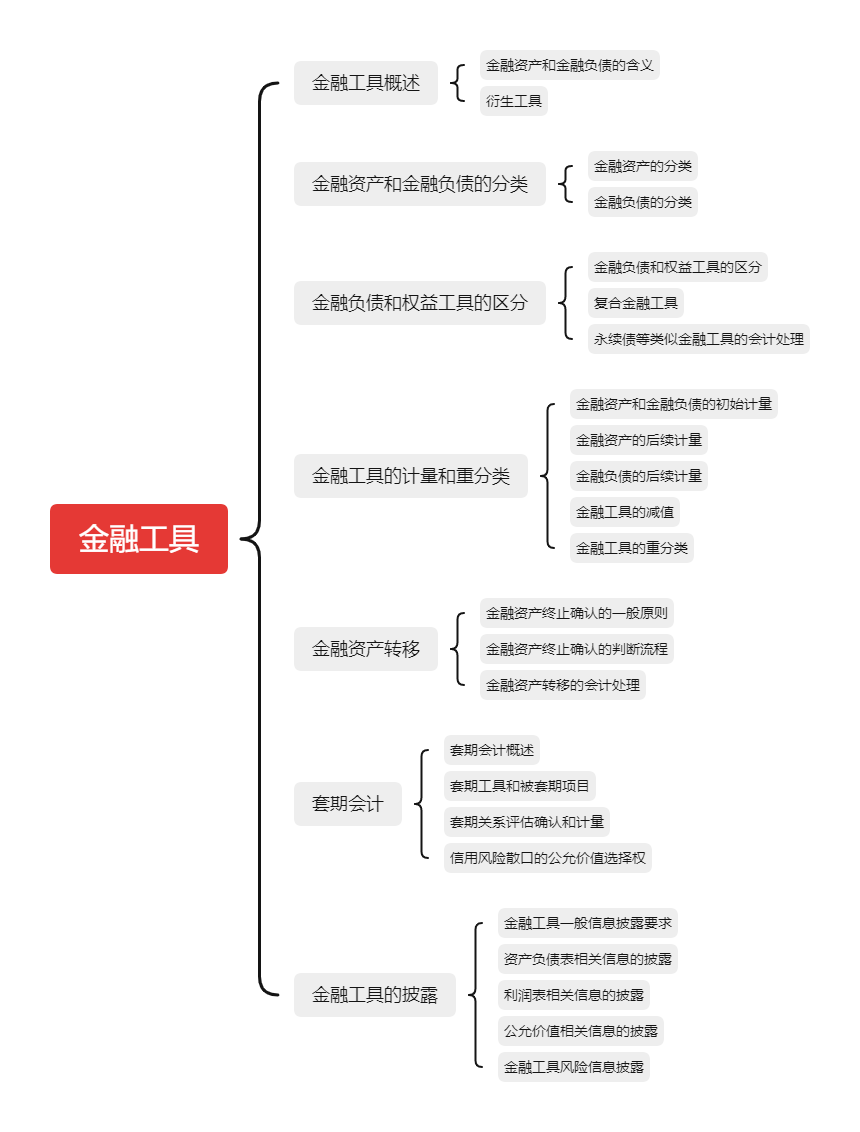 金融工具
金融工具概述
金融资产和金融负债的含义
衍生工具
金融资产和金融负债的分类
金融资产的分类
金融负债的分类
金融负债和权益工具的区分
金融负债和权益工具的区分
复合金融工具
永续债等类似金融工具的会计处理
金融工具的计量和重分类
金融资产和金融负债的初始计量
金融资产的后续计量
金融负债的后续计量
金融工具的减值
金融工具的重分类
金融资产转移
金融资产终止确认的一般原则
金融资产终止确认的判断流程
金融资产转移的会计处理
套期会计
套期会计概述
套期工具和被套期项目
套期关系评估确认和计量
信用风险敞口的公允价值选择权
金融工具的披露
金融工具一般信息披露要求
资产负债表相关信息的披露
利润表相关信息的披露
公允价值相关信息的披露
金融工具风险信息披露